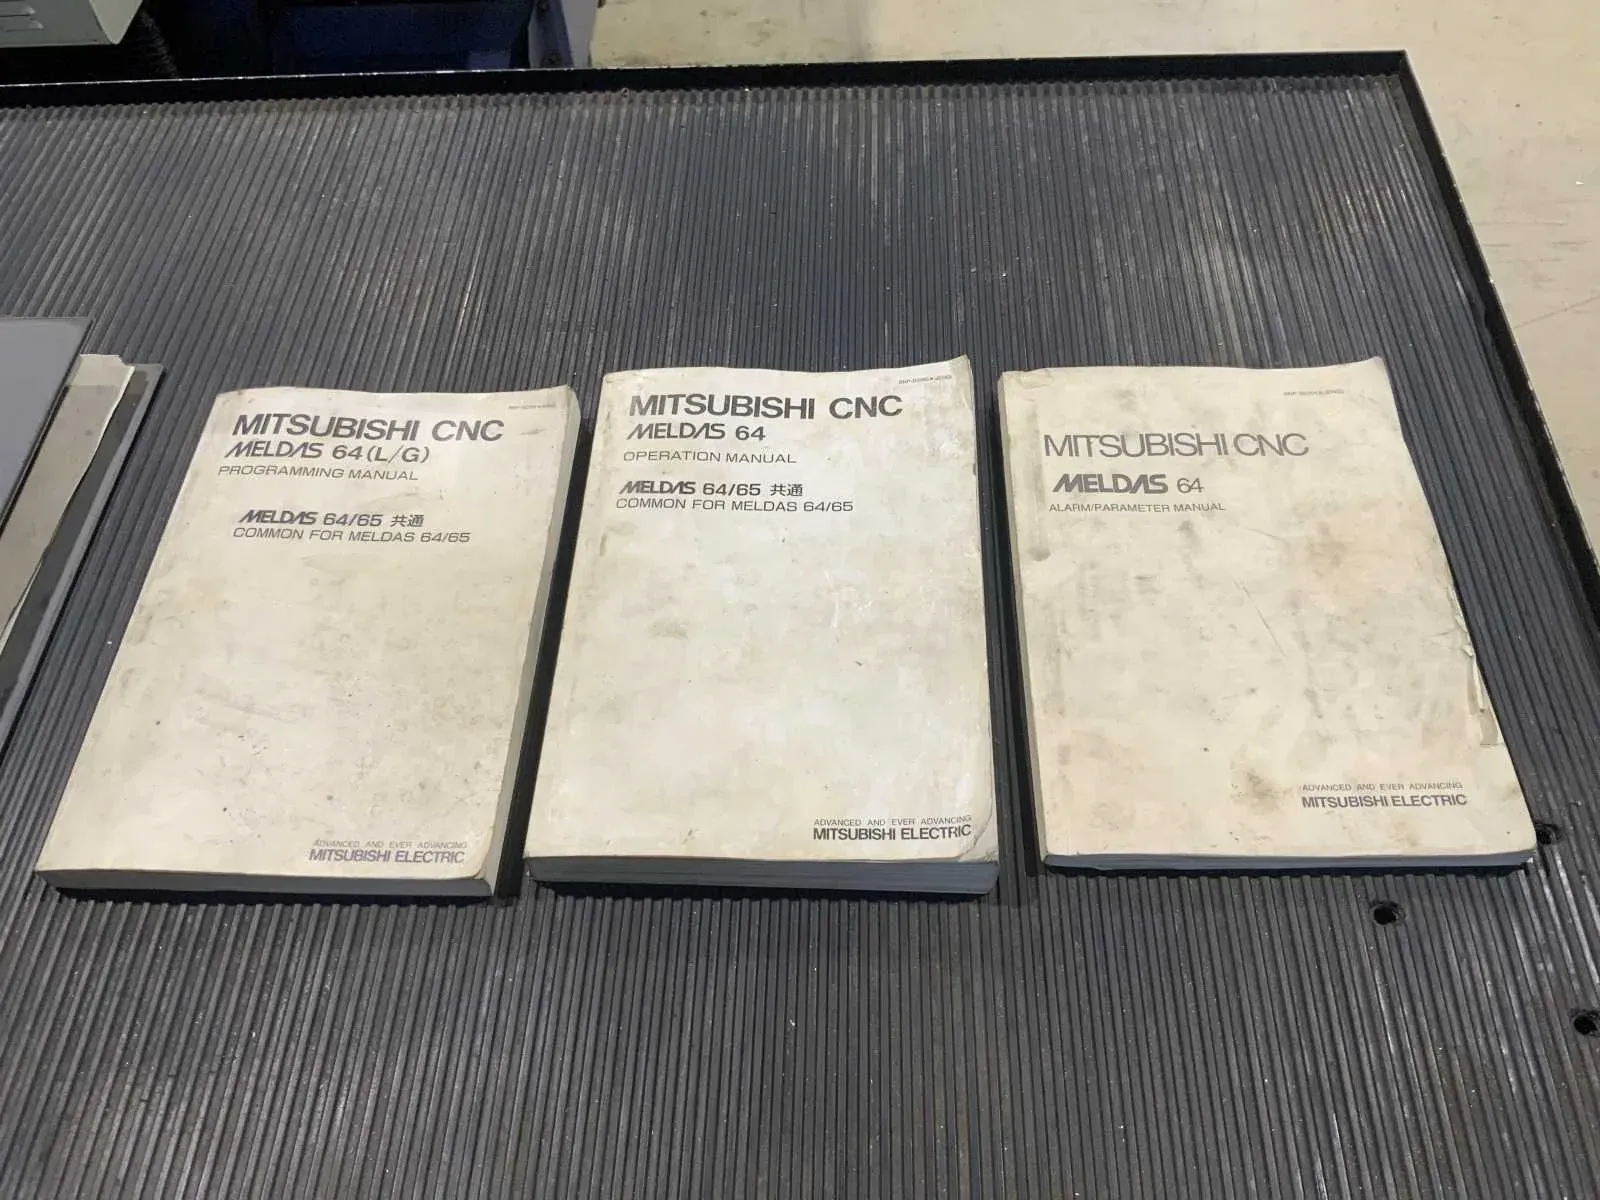 MITSUBISHI CNC
MELDAS 64(L/G)
PROGRAMMING MANUAL
MELDAS 64/65 共通
COMMON FOR MELDAS 64/65
ADVANCED AND EVER ADVANCING
MITSUBISHI ELECTRIC
MITSUBISHI CNC
MELDAS 64
OPERATION MANUAL
MELDAS 64/65 共通
COMMON FOR MELDAS 64/65
ADVANCED AND EVER ADVANCING
MITSUBISHI ELECTRIC
MITSUBISHI CNC
MELDAS 64
ALARM/PARAMETER MANUAL
ADVANCED AND EVER ADVANCING
MITSUBISHI ELECTRIC